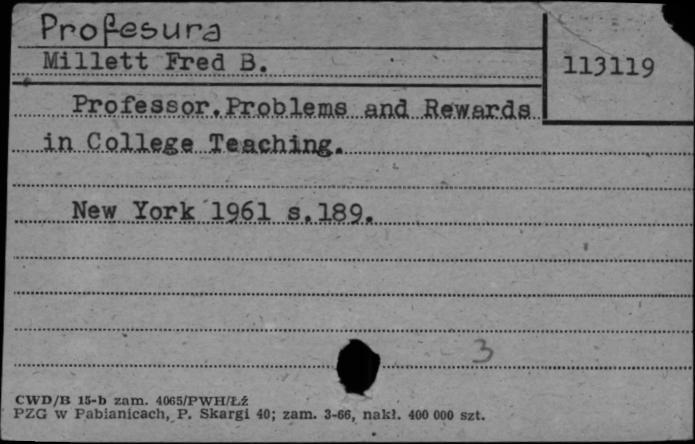 Profesura
Millett Fred B.
113119
Professor.Problems and Rewards
in College Teaching.
New York 1961 s.189.
3
CWD/B 15-b zam. 4065/PWH/Łż
PZG w Pabianicach, P. Skargi 40; zam. 3-66, nakł. 400 000 szt.